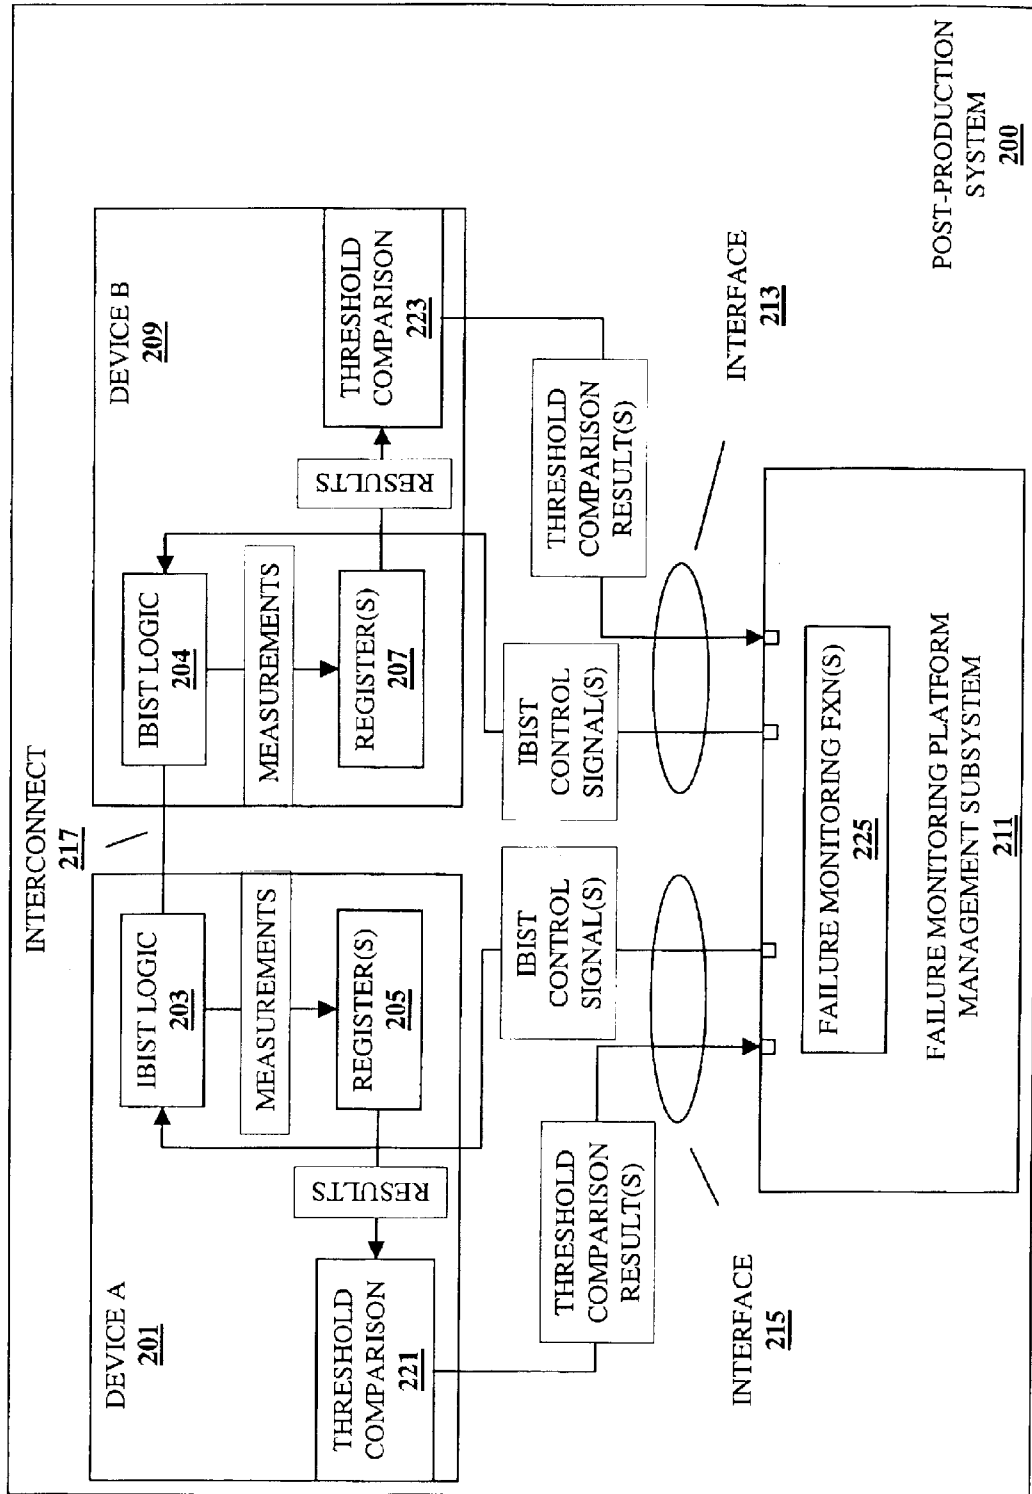 INTERCONNECT
217
DEVICE A
201
IBIST LOGIC
203
MEASUREMENTS
REGISTER(S)
205
RESULTS
THRESHOLD
COMPARISON
221
DEVICE B
209
IBIST LOGIC
204
MEASUREMENTS
REGISTER(S)
207
RESULTS
THRESHOLD
COMPARISON
223
THRESHOLD
COMPARISON
RESULT(S)
IBIST
CONTROL
SIGNAL(S)
IBIST
CONTROL
SIGNAL(S)
THRESHOLD
COMPARISON
RESULT(S)
INTERFACE
215
INTERFACE
213
FAILURE MONITORING FXN(S)
225
FAILURE MONITORING PLATFORM
MANAGEMENT SUBSYSTEM
211
POST-PRODUCTION
SYSTEM
200